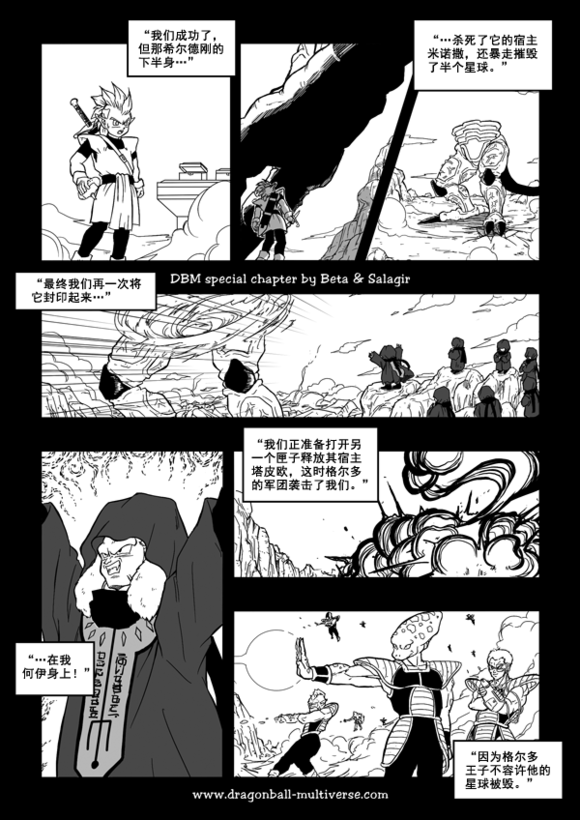 “我们成功了，
但那希尔德刚的
下半身…”
“…杀死了它的宿主
米诺撒，还暴走摧毁
了半个星球。”
DBM special chapter by Beta & Salagir
“最终我们再一次将
它封印起来…”
“我们正准备打开另
一个匣子释放其宿主
塔皮欧，这时格尔多
的军团袭击了我们。”
“…在我
何伊身上！”
“因为格尔多
王子不容许他的
星球被毁。”
www.dragonball-multiverse.com